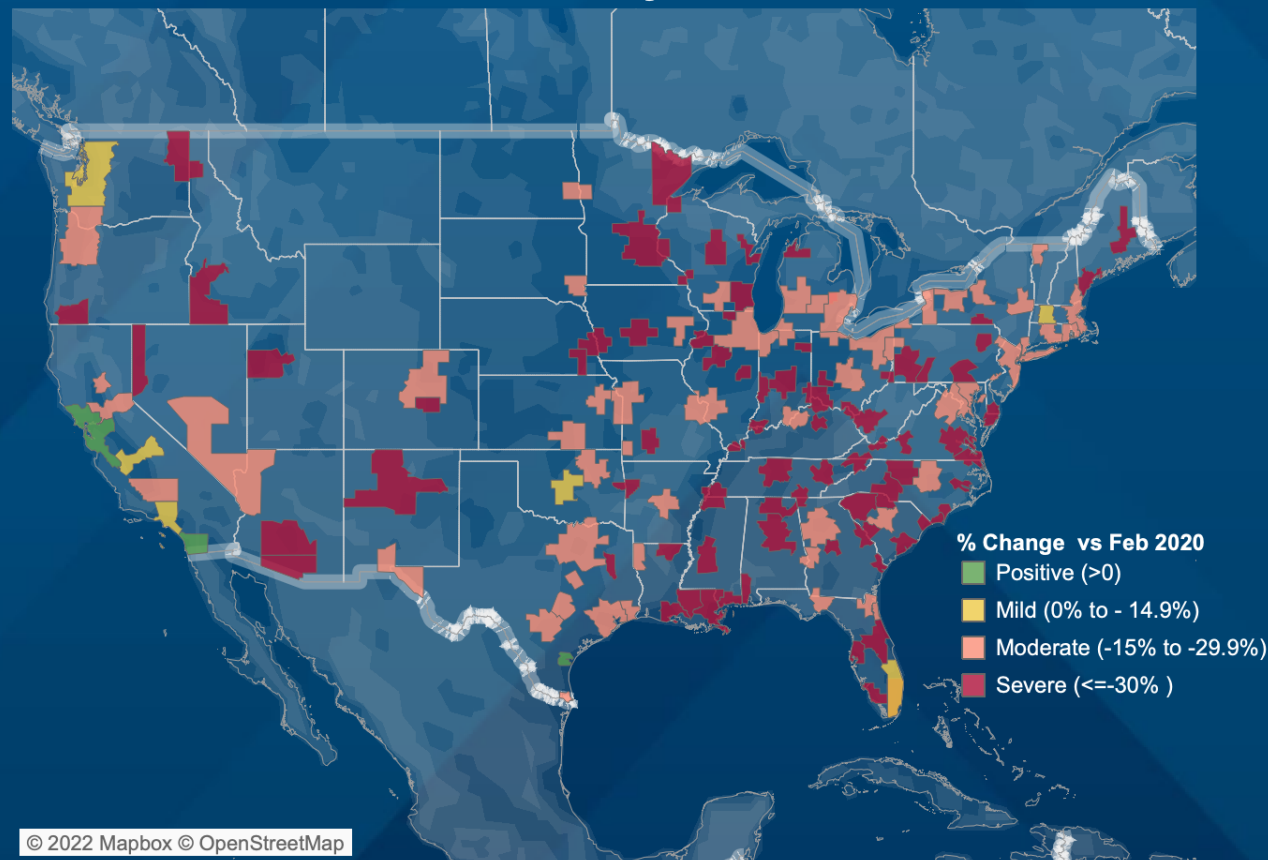 % Change vs Feb 2020
Positive (>0)
Mild (0% to - 14.9%)
Moderate (-15% to -29.9%)
Severe (<=-30% )
© 2022 Mapbox © OpenStreetMap